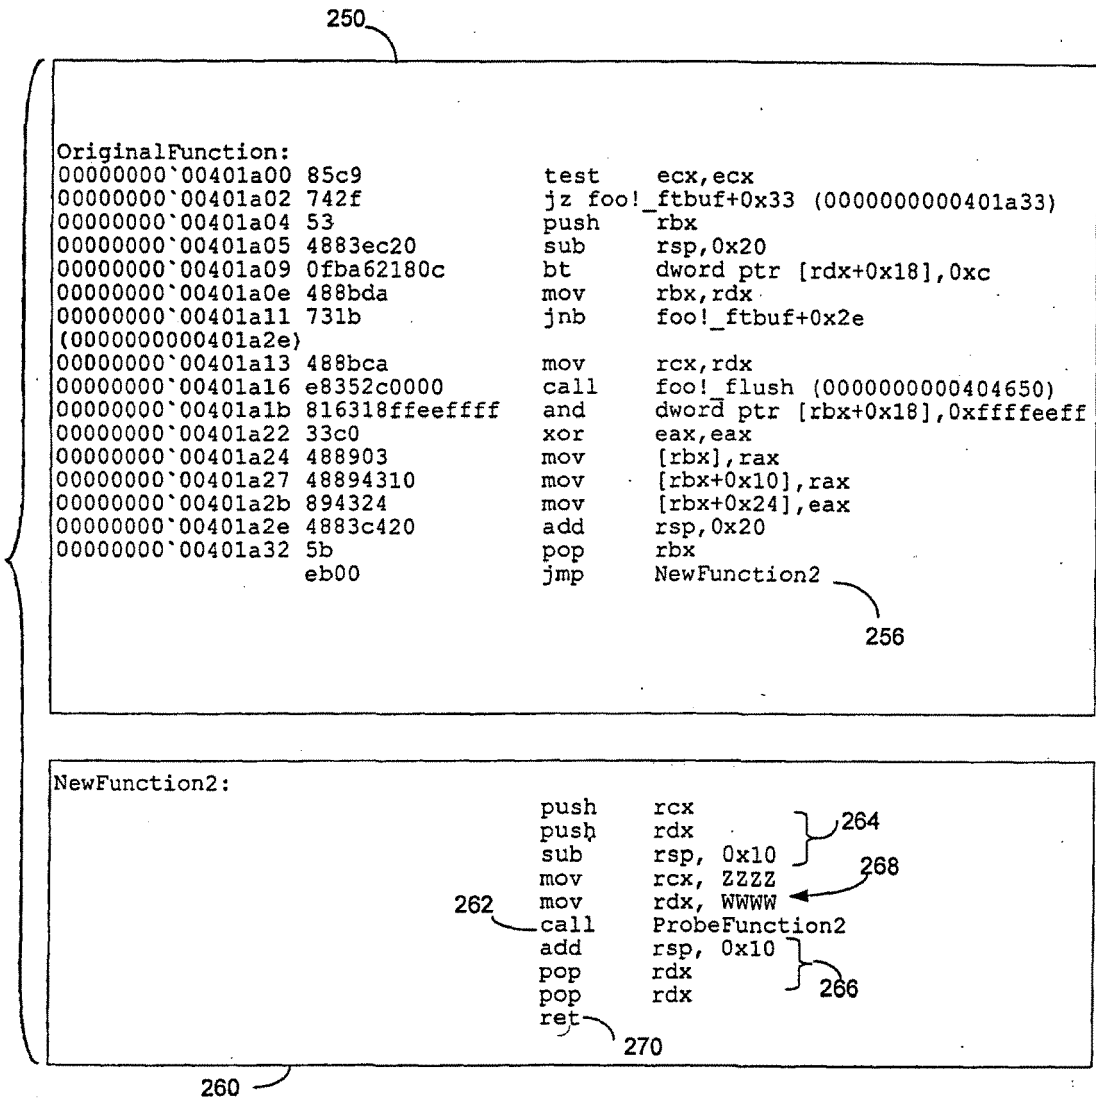 250
OriginalFunction:
00000000`00401a00 85c9 test ecx,ecx
00000000`00401a02 742f jz foo!_ftbuf+0x33 (0000000000401a33)
00000000`00401a04 53 push rbx
00000000`00401a05 4883ec20 sub rsp,0x20
00000000`00401a09 0fba62180c bt dword ptr [rdx+0x18],0xc
00000000`00401a0e 488bda mov rbx,rdx
00000000`00401a11 731b jnb foo!_ftbuf+0x2e
(0000000000401a2e)
00000000`00401a13 488bca mov rcx,rdx
00000000`00401a16 e8352c0000 call foo!_flush (0000000000404650)
00000000`00401a1b 816318ffeeffff and dword ptr [rbx+0x18],0xffffeeff
00000000`00401a22 33c0 xor eax,eax
00000000`00401a24 488903 mov [rbx],rax
00000000`00401a27 48894310 mov [rbx+0x10],rax
00000000`00401a2b 894324 mov [rbx+0x24],eax
00000000`00401a2e 4883c420 add rsp,0x20
00000000`00401a32 5b pop rbx
eb00 jmp NewFunction2
256
NewFunction2:
push rcx
push rdx 264
sub rsp, 0x10
mov rcx, ZZZZ 268
mov rdx, WWWW
262 call ProbeFunction2
add rsp, 0x10
pop rdx 266
pop rdx
ret
270
260